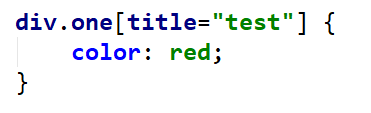 div.one[title="test"] {
    color: red;
}